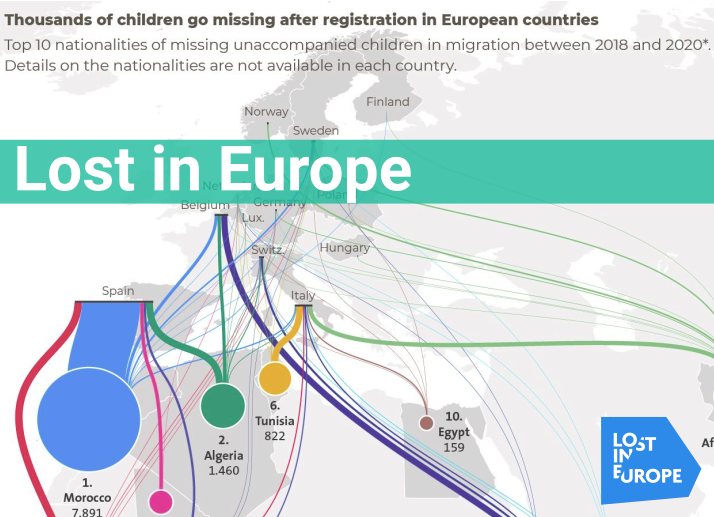 Thousands of children go missing after registration in European countries
Top 10 nationalities of missing unaccompanied children in migration between 2018 and 2020*.
Details on the nationalities are not available in each country.
Finland
Norway
Sweden
Lost in Europe
Belgium
Germany
Lux.
Switz.
Hungary
Spain
Italy
6.
Tunisia
822
10.
Egypt
159
2.
Algeria
1.460
1.
Morocco
7.891
LOST
IN
EUROPE